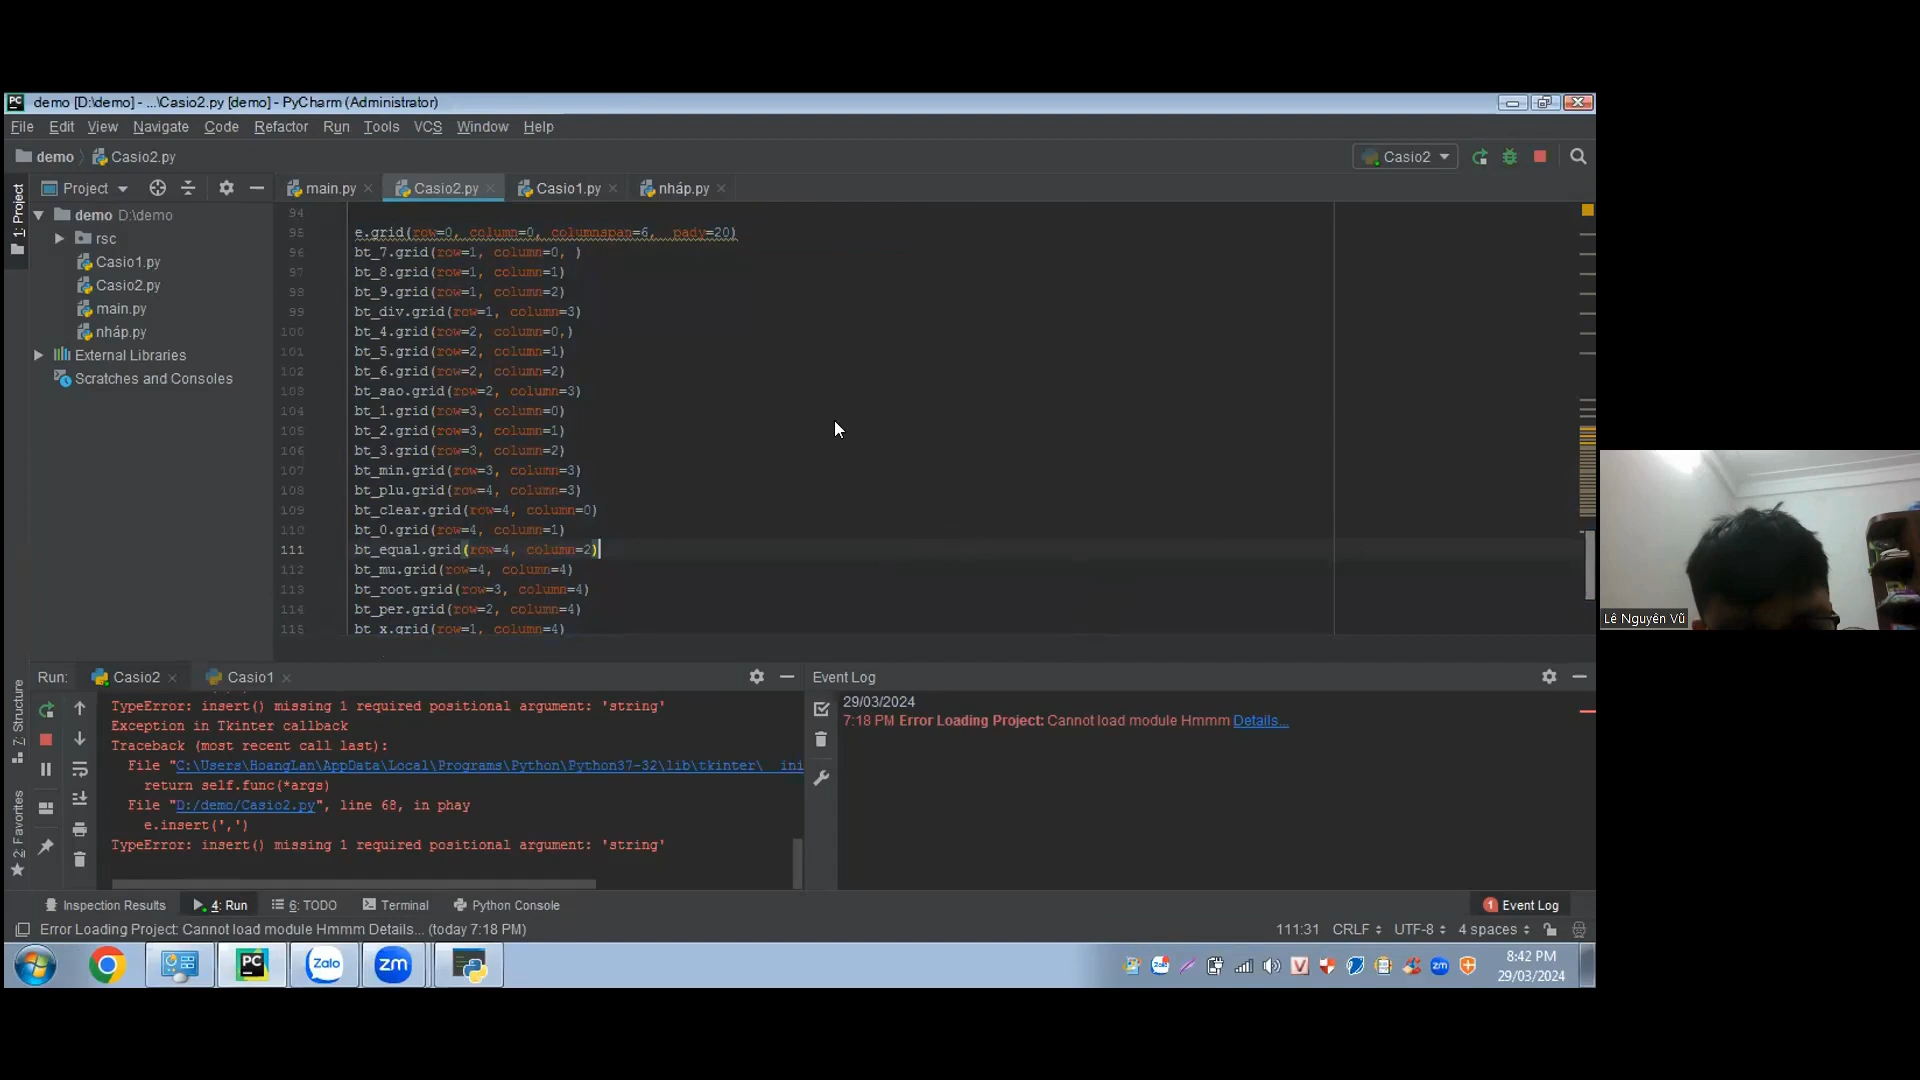 PC demo [D:\demo] - ...\Casio2.py [demo] - PyCharm (Administrator)
File Edit View Navigate Code Refactor Run Tools VCS Window Help
demo Casio2.py Casio2
1: Project
Project main.py Casio2.py Casio1.py nháp.py
demo D:\demo
rsc
Casio1.py
Casio2.py
main.py
nháp.py
External Libraries
Scratches and Consoles
94
95 e.grid(row=0, column=0, columnspan=6,  pady=20)
96 bt_7.grid(row=1, column=0, )
97 bt_8.grid(row=1, column=1)
98 bt_9.grid(row=1, column=2)
99 bt_div.grid(row=1, column=3)
100 bt_4.grid(row=2, column=0,)
101 bt_5.grid(row=2, column=1)
102 bt_6.grid(row=2, column=2)
103 bt_sao.grid(row=2, column=3)
104 bt_1.grid(row=3, column=0)
105 bt_2.grid(row=3, column=1)
106 bt_3.grid(row=3, column=2)
107 bt_min.grid(row=3, column=3)
108 bt_plu.grid(row=4, column=3)
109 bt_clear.grid(row=4, column=0)
110 bt_0.grid(row=4, column=1)
111 bt_equal.grid(row=4, column=2)
112 bt_mu.grid(row=4, column=4)
113 bt_root.grid(row=3, column=4)
114 bt_per.grid(row=2, column=4)
115 bt_x.grid(row=1, column=4)
Lê Nguyên Vũ
7: Structure
2: Favorites
Run: Casio2 Casio1
TypeError: insert() missing 1 required positional argument: 'string'
Exception in Tkinter callback
Traceback (most recent call last):
File "C:\Users\HoangLan\AppData\Local\Programs\Python\Python37-32\lib\tkinter\__ini
return self.func(*args)
File "D:/demo/Casio2.py", line 68, in phay
e.insert(',')
TypeError: insert() missing 1 required positional argument: 'string'
Event Log
29/03/2024
7:18 PM Error Loading Project: Cannot load module Hmmm Details...
Inspection Results 4: Run 6: TODO Terminal Python Console 1 Event Log
Error Loading Project: Cannot load module Hmmm Details... (today 7:18 PM) 111:31 CRLF UTF-8 4 spaces
PC Zalo zm
V zm
8:42 PM
29/03/2024